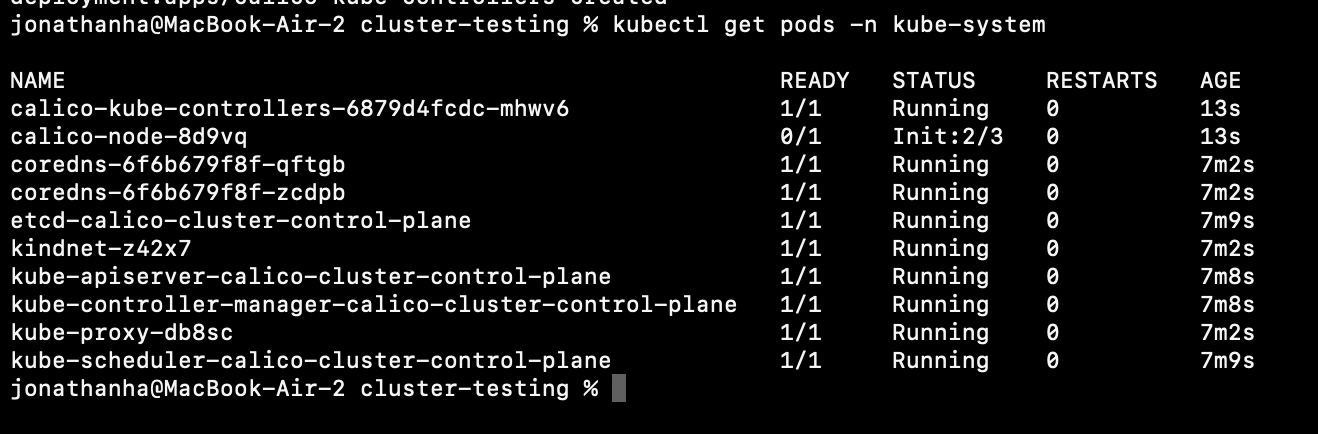 deployment.apps/calico-kube-controllers created
jonathanha@MacBook-Air-2 cluster-testing % kubectl get pods -n kube-system
NAME READY STATUS RESTARTS AGE
calico-kube-controllers-6879d4fcdc-mhwv6 1/1 Running 0 13s
calico-node-8d9vq 0/1 Init:2/3 0 13s
coredns-6f6b679f8f-qftgb 1/1 Running 0 7m2s
coredns-6f6b679f8f-zcdpb 1/1 Running 0 7m2s
etcd-calico-cluster-control-plane 1/1 Running 0 7m9s
kindnet-z42x7 1/1 Running 0 7m2s
kube-apiserver-calico-cluster-control-plane 1/1 Running 0 7m8s
kube-controller-manager-calico-cluster-control-plane 1/1 Running 0 7m8s
kube-proxy-db8sc 1/1 Running 0 7m2s
kube-scheduler-calico-cluster-control-plane 1/1 Running 0 7m9s
jonathanha@MacBook-Air-2 cluster-testing %